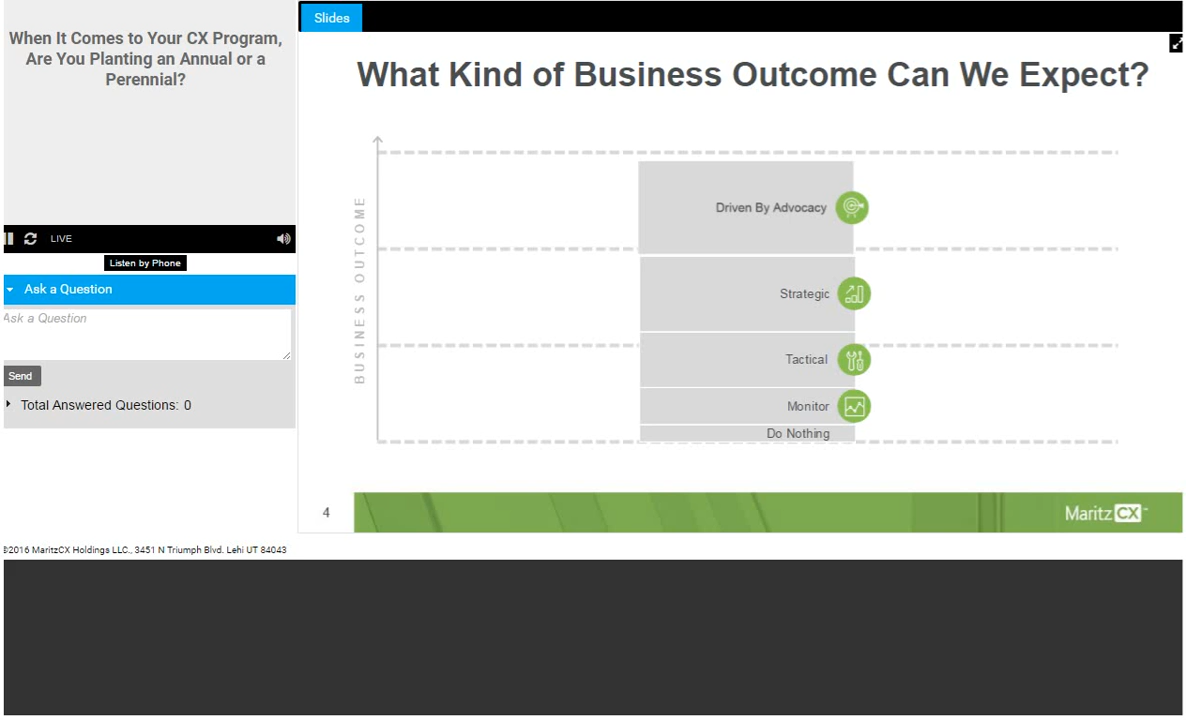 When It Comes to Your CX Program,
Are You Planting an Annual or a
Perennial?
LIVE
Listen by Phone
Ask a Question
Ask a Question
Send
Total Answered Questions: 0
Slides
What Kind of Business Outcome Can We Expect?
BUSINESS OUTCOME
Driven By Advocacy
Strategic
Tactical
Monitor
Do Nothing
4
MaritzCX
©2016 MaritzCX Holdings LLC., 3451 N Triumph Blvd. Lehi UT 84043